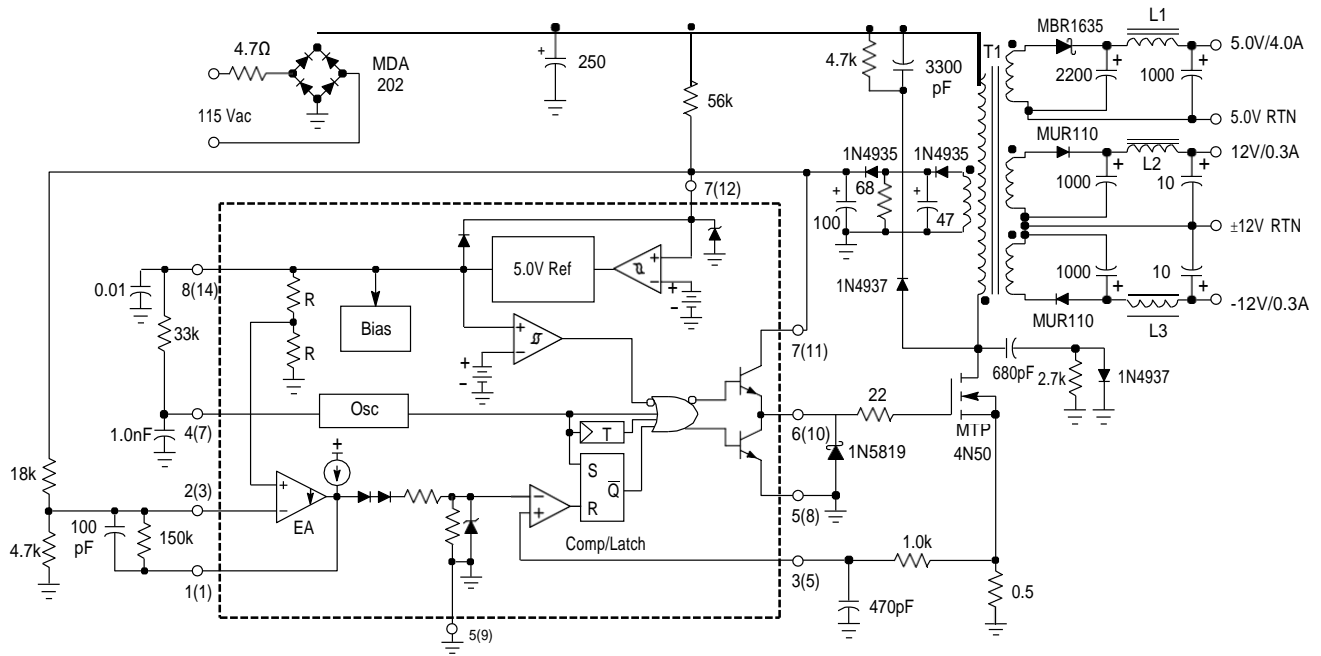 4.7Ω
MDA
202
115 Vac
+
250
56k
4.7k
3300
pF
T1
MBR1635
L1
5.0V/4.0A
2200
+
1000
+
5.0V RTN
MUR110
12V/0.3A
L2
1000
+
10
+
±12V RTN
1000
+
10
+
MUR110
L3
-12V/0.3A
1N4935
1N4935
68
+
100
+
47
7(12)
1N4937
0.01
8(14)
R
R
Bias
5.0V Ref
+
−
+
−
33k
+
−
+
−
7(11)
680pF
2.7k
1N4937
Osc
4(7)
1.0nF
T
22
6(10)
1N5819
MTP
4N50
18k
+
2(3)
+
−
EA
S
Q
R
−
+
Comp/Latch
5(8)
100
pF
150k
4.7k
1(1)
3(5)
1.0k
470pF
0.5
5(9)